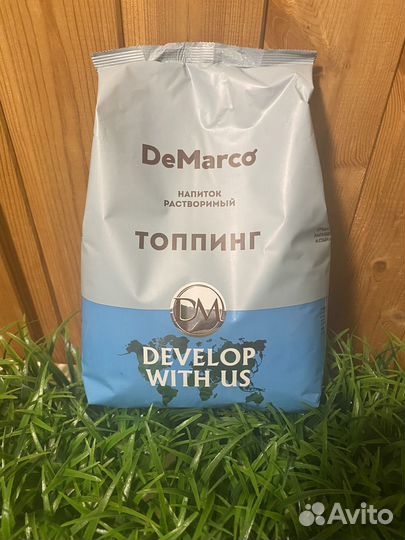 DeMarco
НАПИТОК
РАСТВОРИМЫЙ
ТОППИНГ
DM
DEVELOP
WITH US
Avito